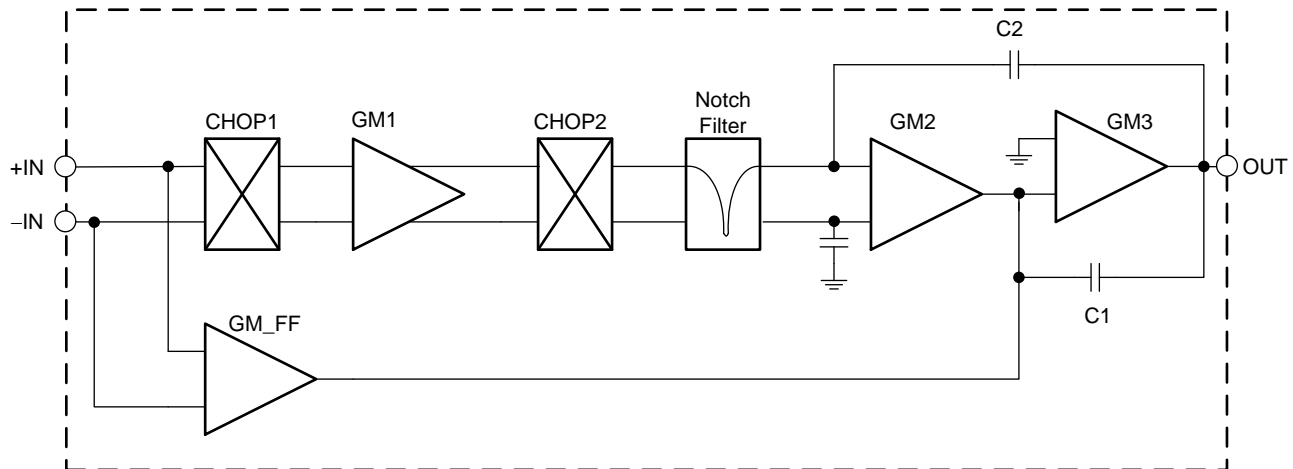 C2
Notch
Filter
CHOP1
GM1
CHOP2
GM2
GM3
+IN
OUT
−IN
C1
GM_FF